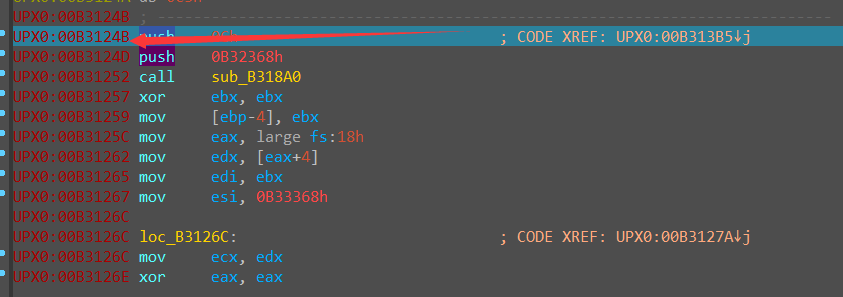 UPX0:00B3124B ; ---------------------------------------------------------------------------
UPX0:00B3124B push ; CODE XREF: UPX0:00B313B5↓j
UPX0:00B3124D push 0B32368h
UPX0:00B31252 call sub_B318A0
UPX0:00B31257 xor ebx, ebx
UPX0:00B31259 mov [ebp-4], ebx
UPX0:00B3125C mov eax, large fs:18h
UPX0:00B31262 mov edx, [eax+4]
UPX0:00B31265 mov edi, ebx
UPX0:00B31267 mov esi, 0B33368h
UPX0:00B3126C
UPX0:00B3126C loc_B3126C: ; CODE XREF: UPX0:00B3127A↓j
UPX0:00B3126C mov ecx, edx
UPX0:00B3126E xor eax, eax